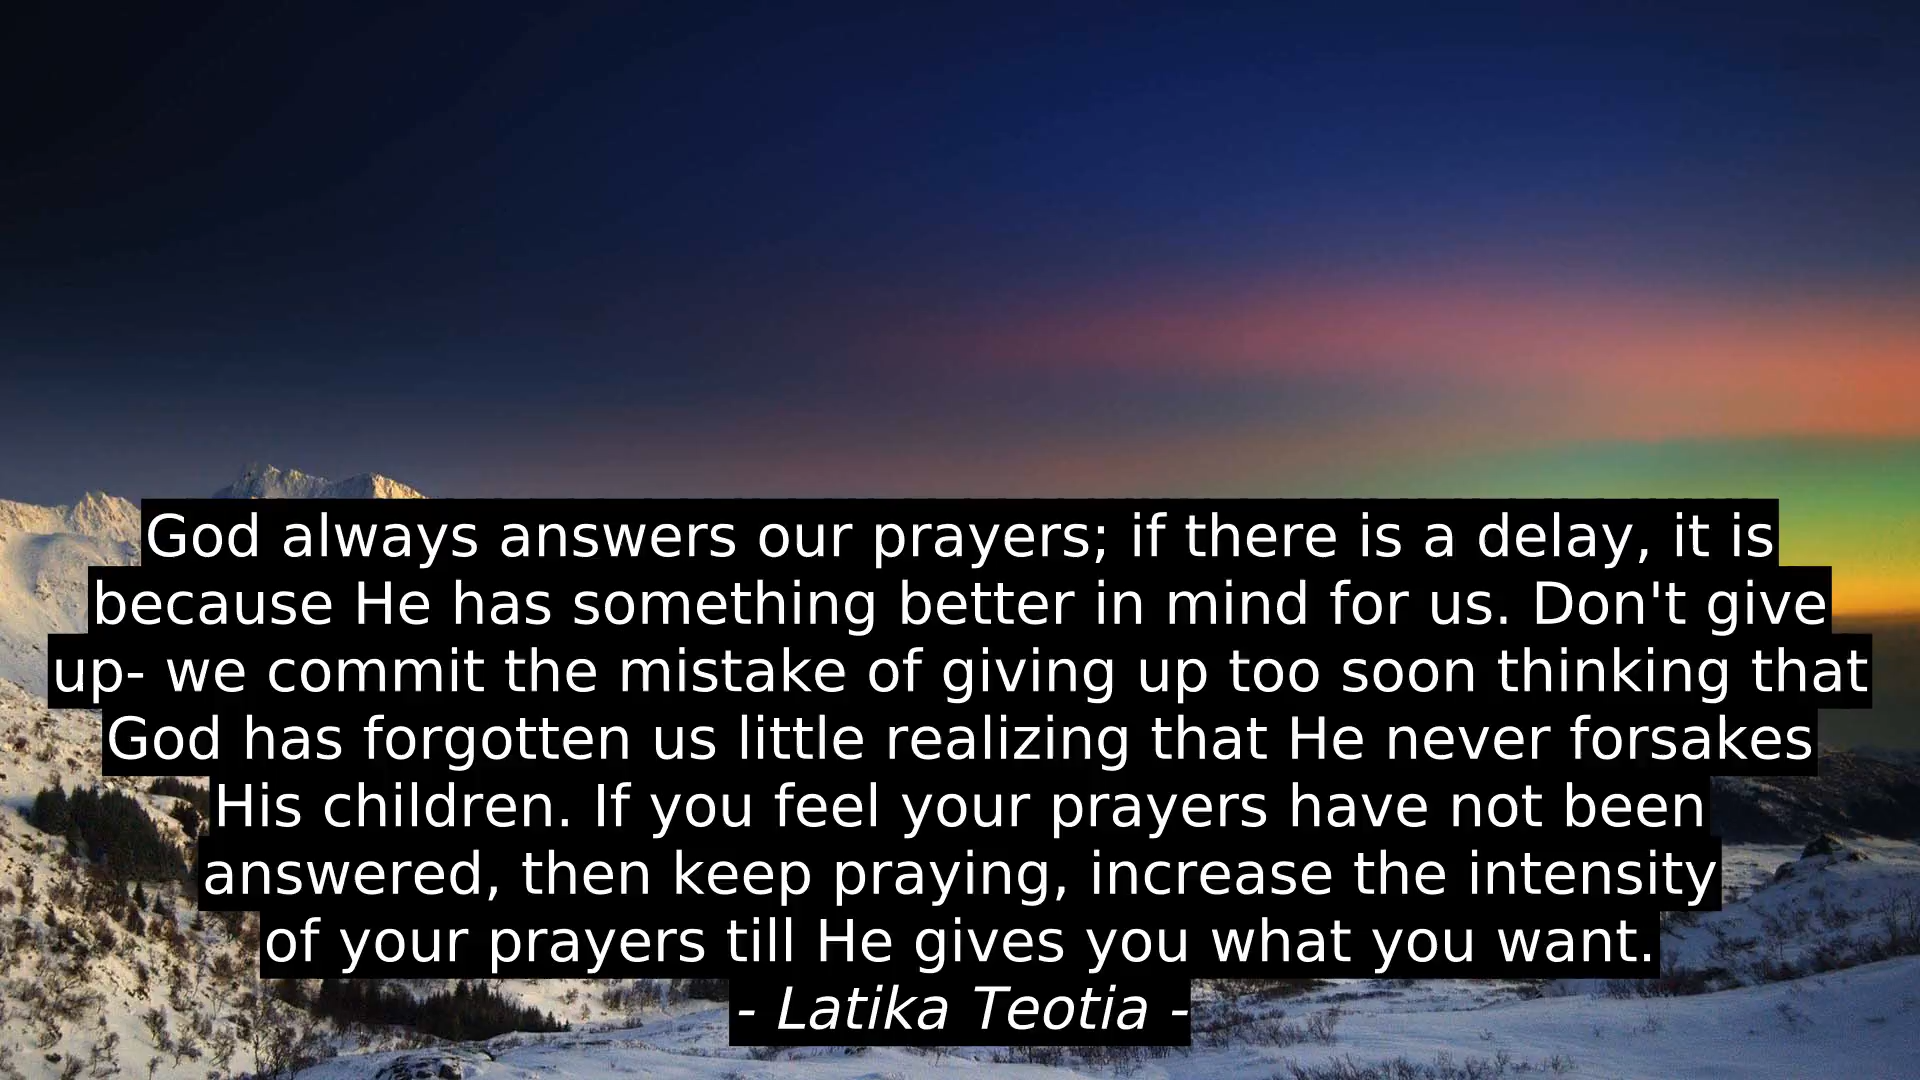 God always answers our prayers; if there is a delay, it is
because He has something better in mind for us. Don't give
up- we commit the mistake of giving up too soon thinking that
God has forgotten us little realizing that He never forsakes
His children. If you feel your prayers have not been
answered, then keep praying, increase the intensity
of your prayers till He gives you what you want.
- Latika Teotia -